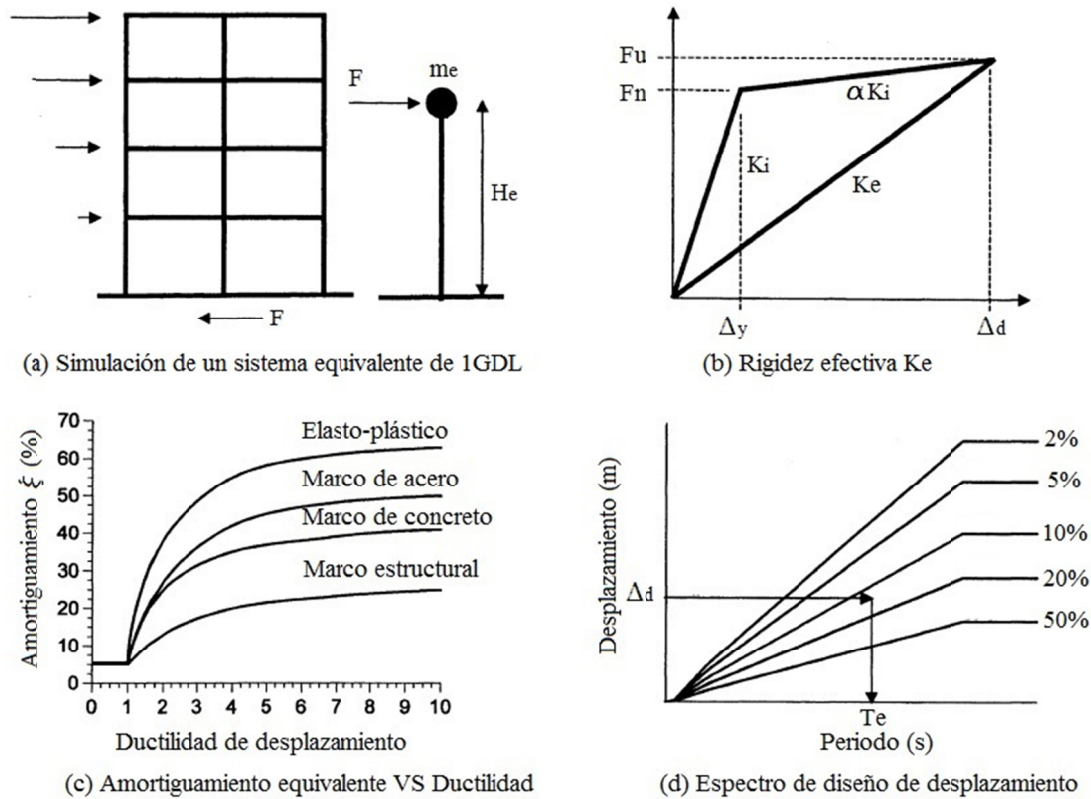 F
me
He
F
(a) Simulación de un sistema equivalente de 1GDL
Fu
Fn
αKi
Ki
Ke
Δy
Δd
(b) Rigidez efectiva Ke
Amortiguamiento ξ (%)
70
60
50
40
30
20
10
0
Elasto-plástico
Marco de acero
Marco de concreto
Marco estructural
0 1 2 3 4 5 6 7 8 9 10
Ductilidad de desplazamiento
(c) Amortiguamiento equivalente VS Ductilidad
Desplazamiento (m)
2%
5%
10%
20%
50%
Δd
Te
Periodo (s)
(d) Espectro de diseño de desplazamiento